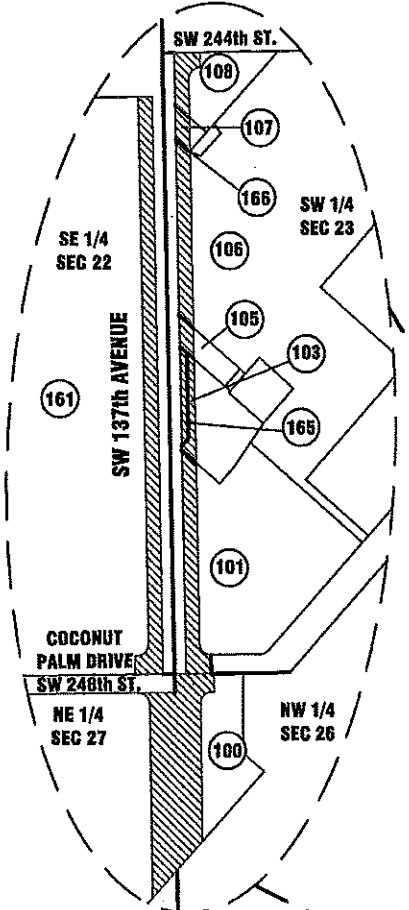 SW 244th ST.
108
107
166
SW 1/4
SEC 23
SE 1/4
SEC 22
106
105
103
SW 137th AVENUE
161
165
101
COCONUT
PALM DRIVE
SW 248th ST.
NE 1/4
SEC 27
NW 1/4
SEC 26
100